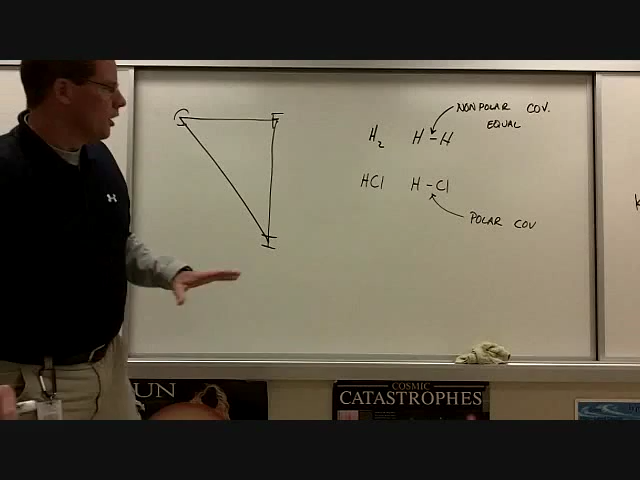 C
F
I
H2 H-H
NONPOLAR COV.
EQUAL
HCl H-Cl
POLAR COV
UN
COSMIC
CATASTROPHES